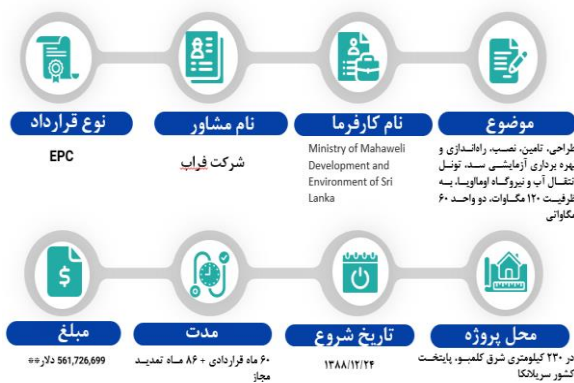 موضوع
طراحی، تامین، نصب، راه‌اندازی و
بهره برداری آزمایشی سد، تونل
انتقال آب و نیروگاه اومااویا، به
ظرفیت ۱۲۰ مگاوات، دو واحد ۶۰
مگاواتی
نام کارفرما
Ministry of Mahaweli
Development and
Environment of Sri
Lanka
نام مشاور
شرکت فراب
نوع قرارداد
EPC
محل پروژه
در ۲۳۰ کیلومتری شرق کلمبو، پایتخت
کشور سریلانکا
تاریخ شروع
۱۳۸۸/۱۲/۲۴
مدت
۶۰ ماه قراردادی + ۸۶ ماه تمدید
مجاز
مبلغ
561,726,699 دلار**